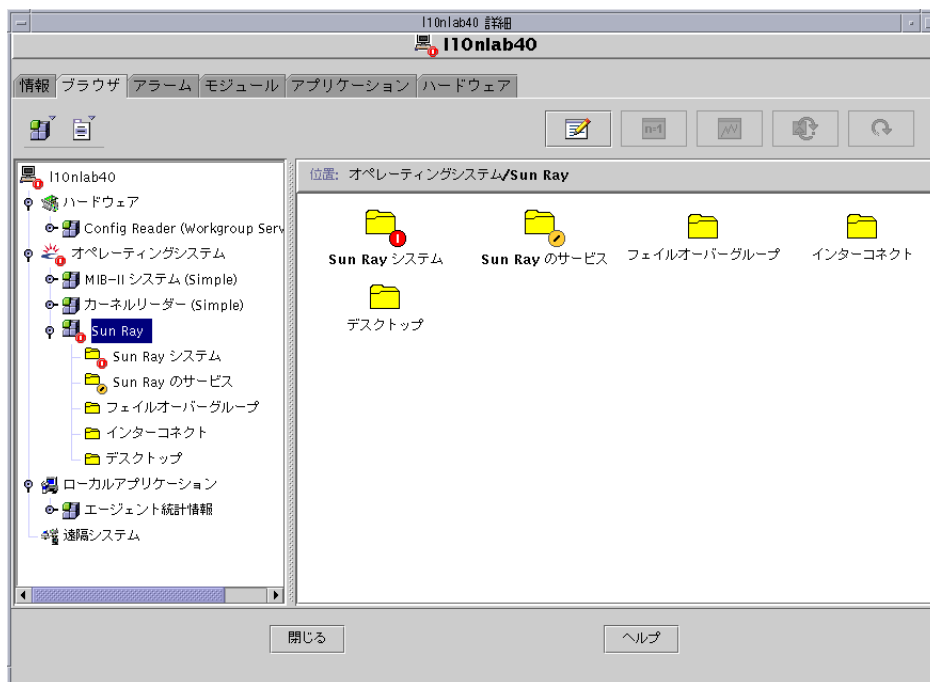 l10nlab40 詳細
l10nlab40
情報 ブラウザ アラーム モジュール アプリケーション ハードウェア
n=1
l10nlab40
ハードウェア
Config Reader (Workgroup Serv
オペレーティングシステム
MIB-II システム (Simple)
カーネルリーダー (Simple)
Sun Ray
Sun Ray システム
Sun Ray のサービス
フェイルオーバーグループ
インターコネクト
デスクトップ
ローカルアプリケーション
エージェント統計情報
遠隔システム
位置: オペレーティングシステム/Sun Ray
Sun Ray システム Sun Ray のサービス フェイルオーバーグループ インターコネクト
デスクトップ
閉じる ヘルプ